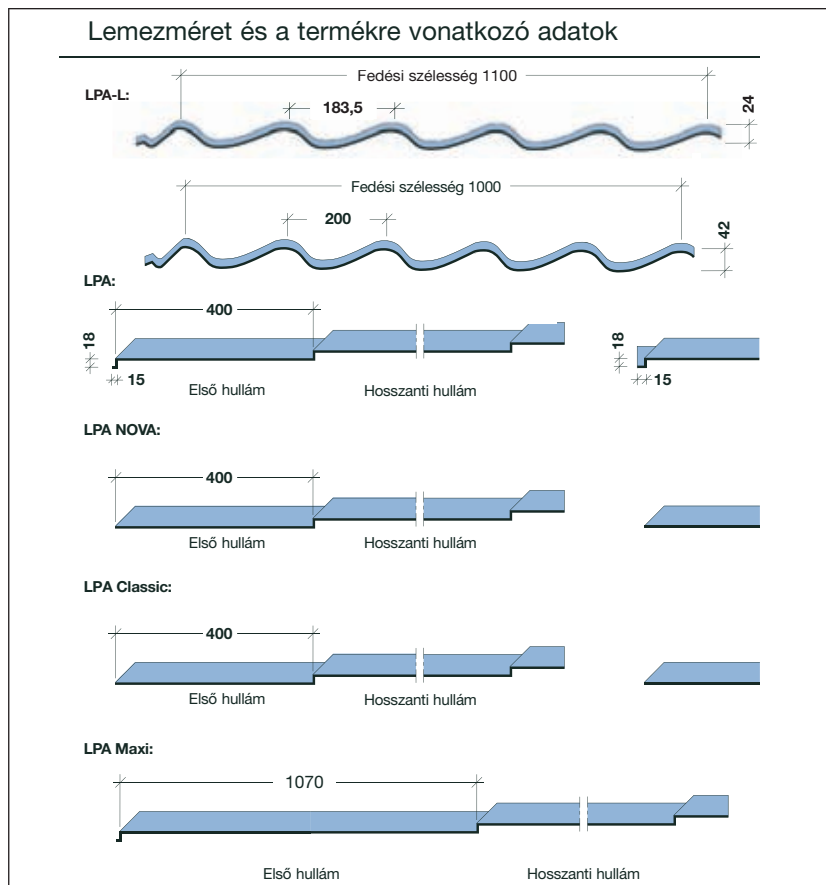 Lemezméret és a termékre vonatkozó adatok
Fedési szélesség 1100
LPA-L:
183,5
24
Fedési szélesség 1000
200
42
LPA:
400
18
15
Első hullám
Hosszanti hullám
18
15
LPA NOVA:
400
Első hullám
Hosszanti hullám
LPA Classic:
400
Első hullám
Hosszanti hullám
LPA Maxi:
1070
Első hullám
Hosszanti hullám